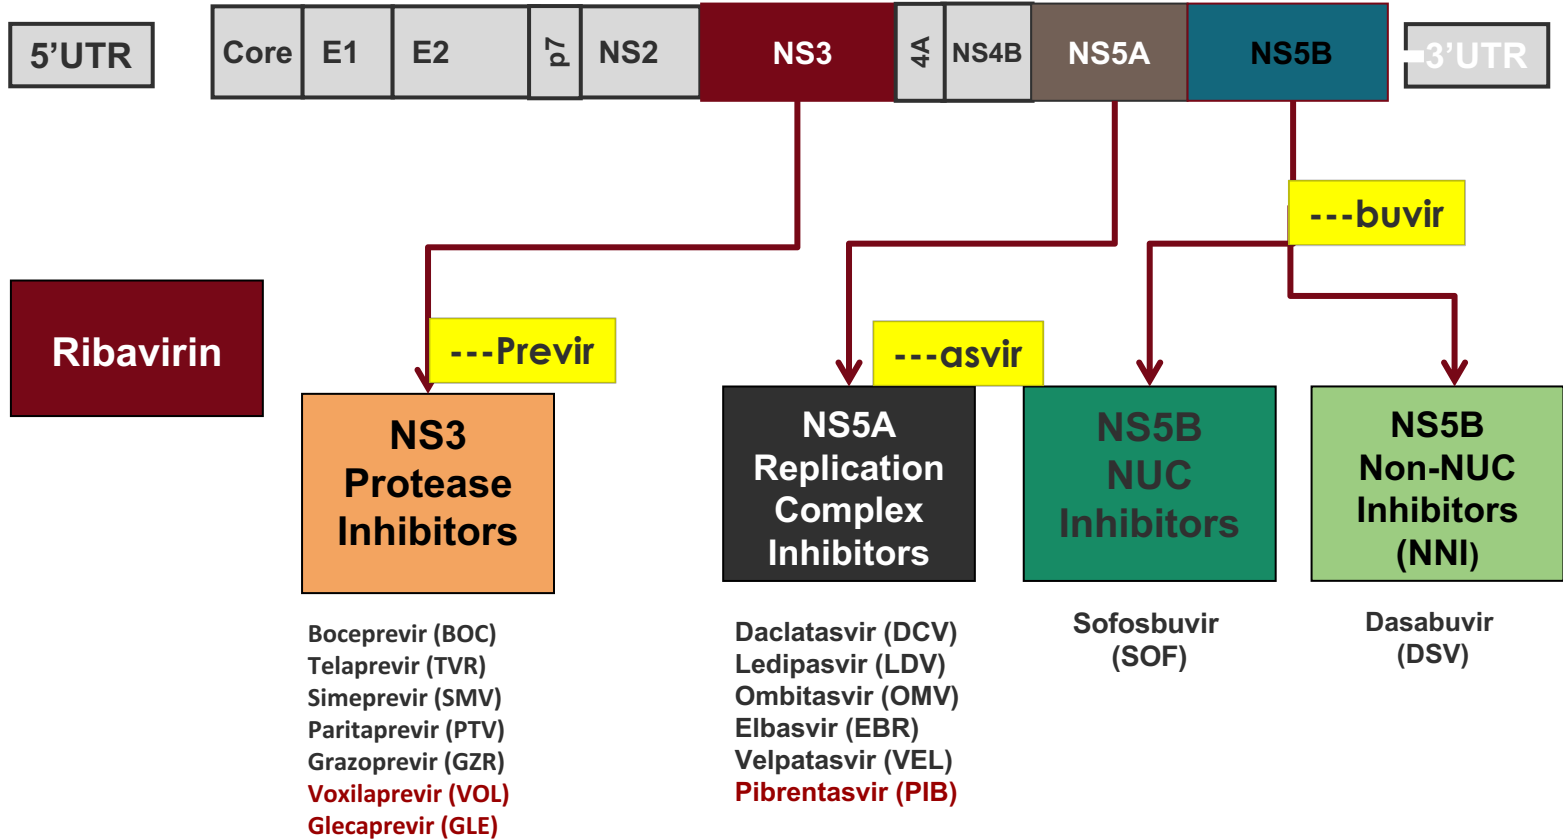 5’UTR
Core
E1
E2
p7
NS2
NS3
4A
NS4B
NS5A
NS5B
3’UTR
---buvir
Ribavirin
---Previr
---asvir
NS3
Protease
Inhibitors
NS5A
Replication
Complex
Inhibitors
NS5B
NUC
Inhibitors
NS5B
Non-NUC
Inhibitors
(NNI)
Boceprevir (BOC)
Telaprevir (TVR)
Simeprevir (SMV)
Paritaprevir (PTV)
Grazoprevir (GZR)
Voxilaprevir (VOL)
Glecaprevir (GLE)
Daclatasvir (DCV)
Ledipasvir (LDV)
Ombitasvir (OMV)
Elbasvir (EBR)
Velpatasvir (VEL)
Pibrentasvir (PIB)
Sofosbuvir
(SOF)
Dasabuvir
(DSV)